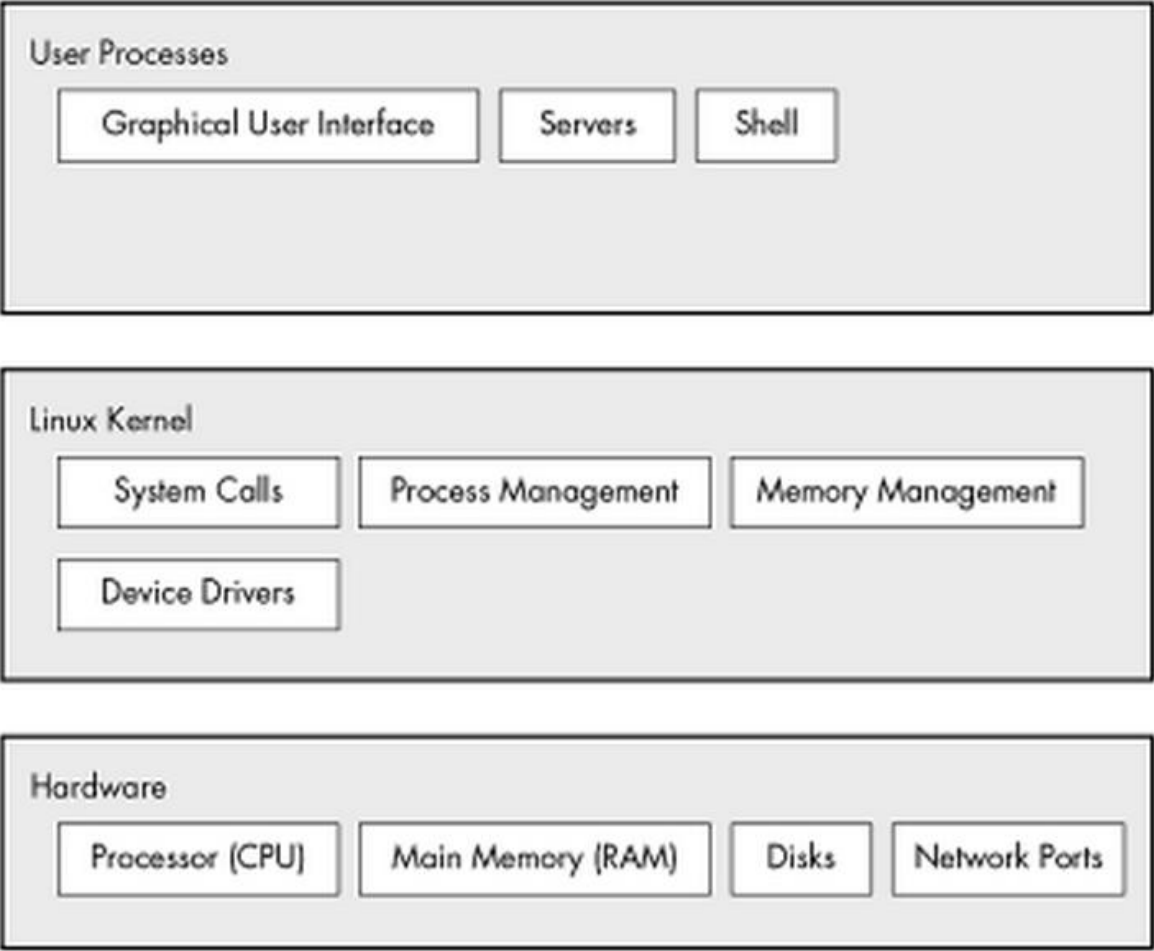 User Processes
Graphical User Interface
Servers
Shell
Linux Kernel
System Calls
Process Management
Memory Management
Device Drivers
Hardware
Processor (CPU)
Main Memory (RAM)
Disks
Network Ports